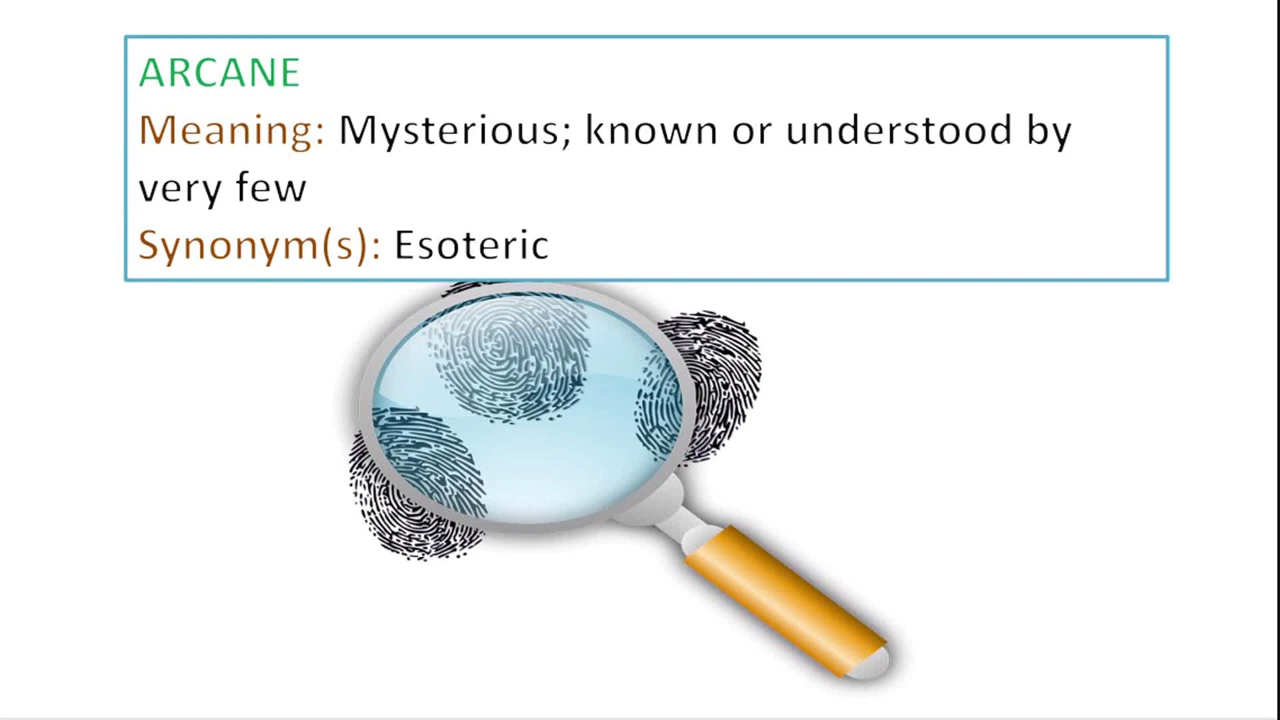 ARCANE
Meaning: Mysterious; known or understood by
very few
Synonym(s): Esoteric